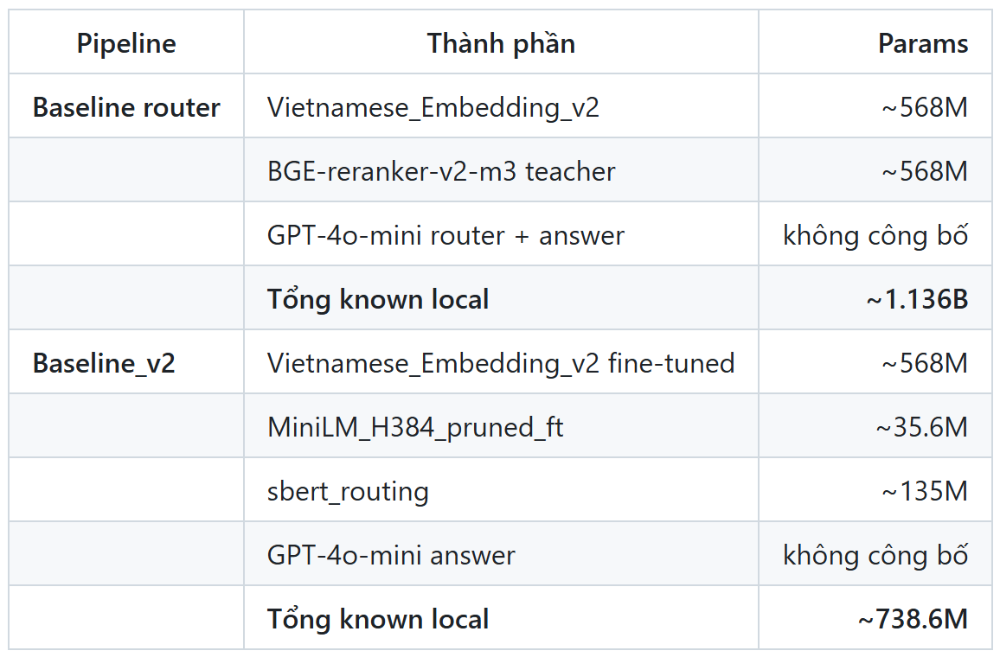 Pipeline Thành phần Params
Baseline router Vietnamese_Embedding_v2 ~568M
BGE-reranker-v2-m3 teacher ~568M
GPT-4o-mini router + answer không công bố
Tổng known local ~1.136B
Baseline_v2 Vietnamese_Embedding_v2 fine-tuned ~568M
MiniLM_H384_pruned_ft ~35.6M
sbert_routing ~135M
GPT-4o-mini answer không công bố
Tổng known local ~738.6M